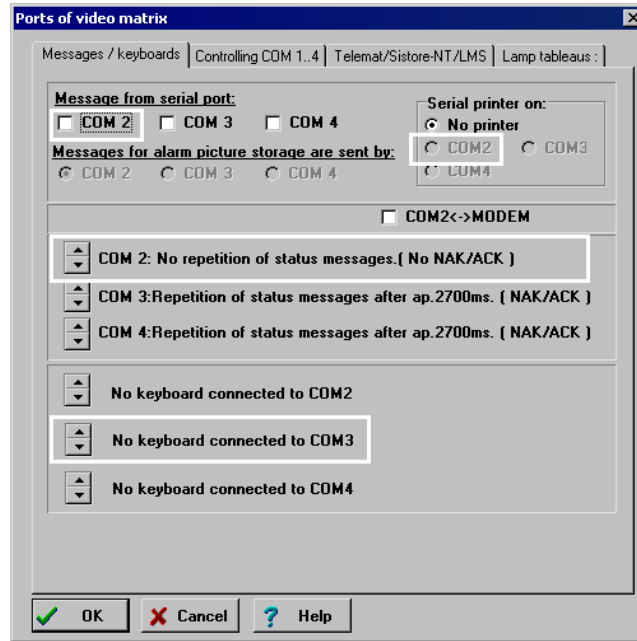 Ports of video matrix
Messages / keyboards Controlling COM 1..4 Telemat/Sistore-NT/LMS Lamp tableaus :
Message from serial port:
COM 2 COM 3 COM 4
Messages for alarm picture storage are sent by:
COM 2 COM 3 COM 4
Serial printer on:
No printer
COM2 COM3
COM4
COM2<->MODEM
COM 2: No repetition of status messages.( No NAK/ACK )
COM 3:Repetition of status messages after ap.2700ms. ( NAK/ACK )
COM 4:Repetition of status messages after ap.2700ms. ( NAK/ACK )
No keyboard connected to COM2
No keyboard connected to COM3
No keyboard connected to COM4
OK Cancel Help